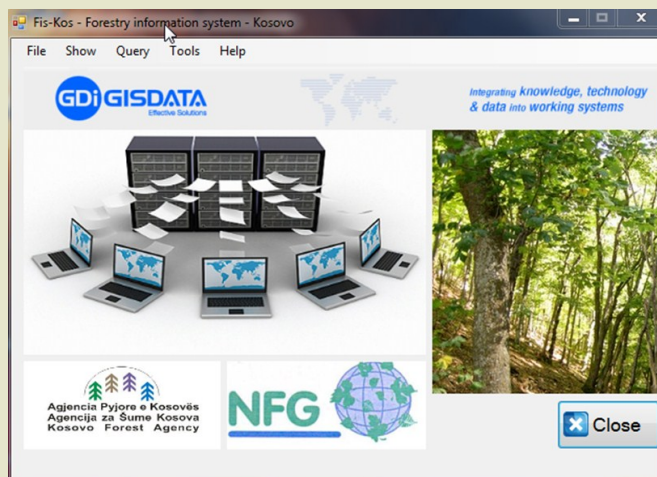 Fis-Kos - Forestry information system - Kosovo
File Show Query Tools Help
GDi GISDATA
Effective Solutions
Integrating knowledge, technology
& data into working systems
Agjencia Pyjore e Kosovës
Agencija za Šume Kosova
Kosovo Forest Agency
NFG
Close